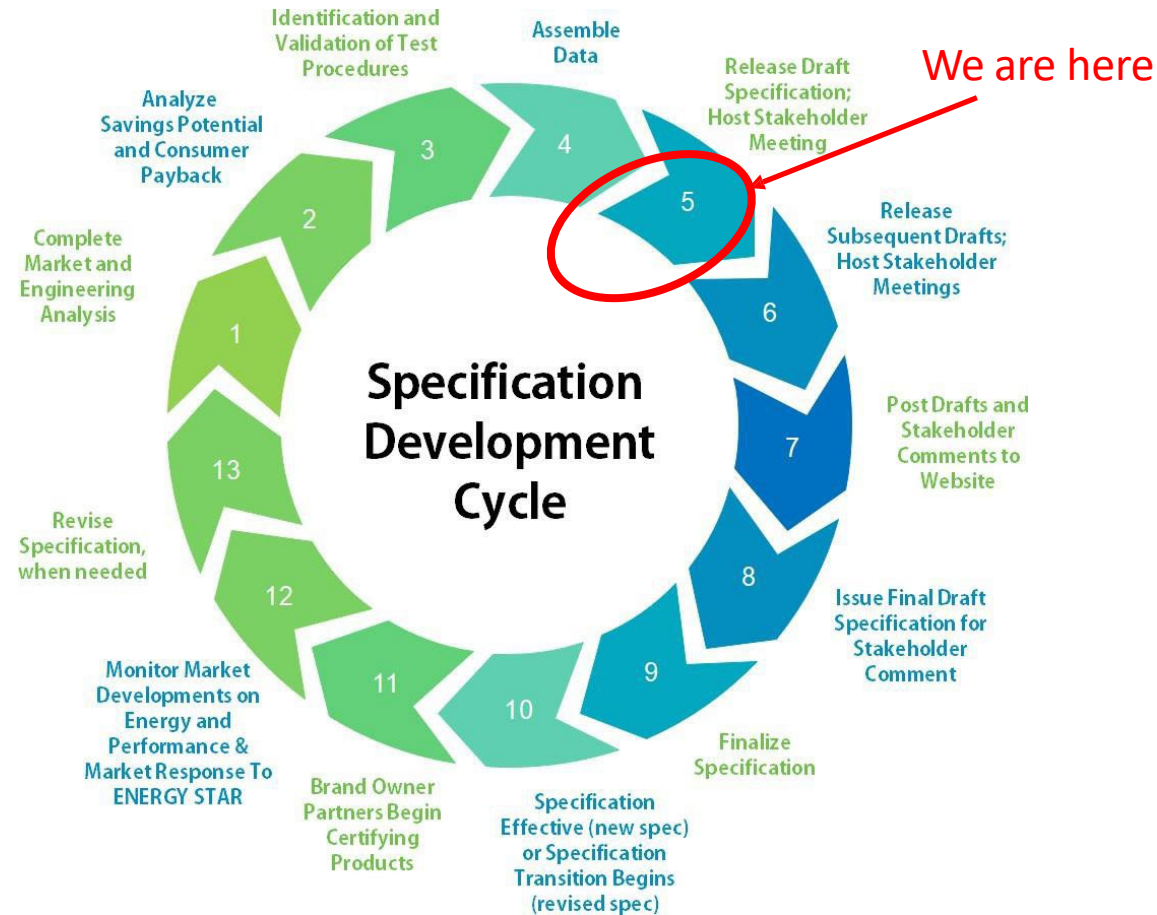 Identification and
Validation of Test
Procedures
Assemble
Data
Release Draft
Specification;
Host Stakeholder
Meeting
We are here
Analyze
Savings Potential
and Consumer
Payback
3
4
5
2
Release
Subsequent Drafts;
Host Stakeholder
Meetings
Complete
Market and
Engineering
Analysis
1
6
Specification
Development
Cycle
Post Drafts and
Stakeholder
Comments to
Website
7
13
Revise
Specification,
when needed
12
8
Issue Final Draft
Specification for
Stakeholder
Comment
Monitor Market
Developments on
Energy and
Performance &
Market Response To
ENERGY STAR
11
10
9
Finalize
Specification
Brand Owner
Partners Begin
Certifying
Products
Specification
Effective (new spec)
or Specification
Transition Begins
(revised spec)